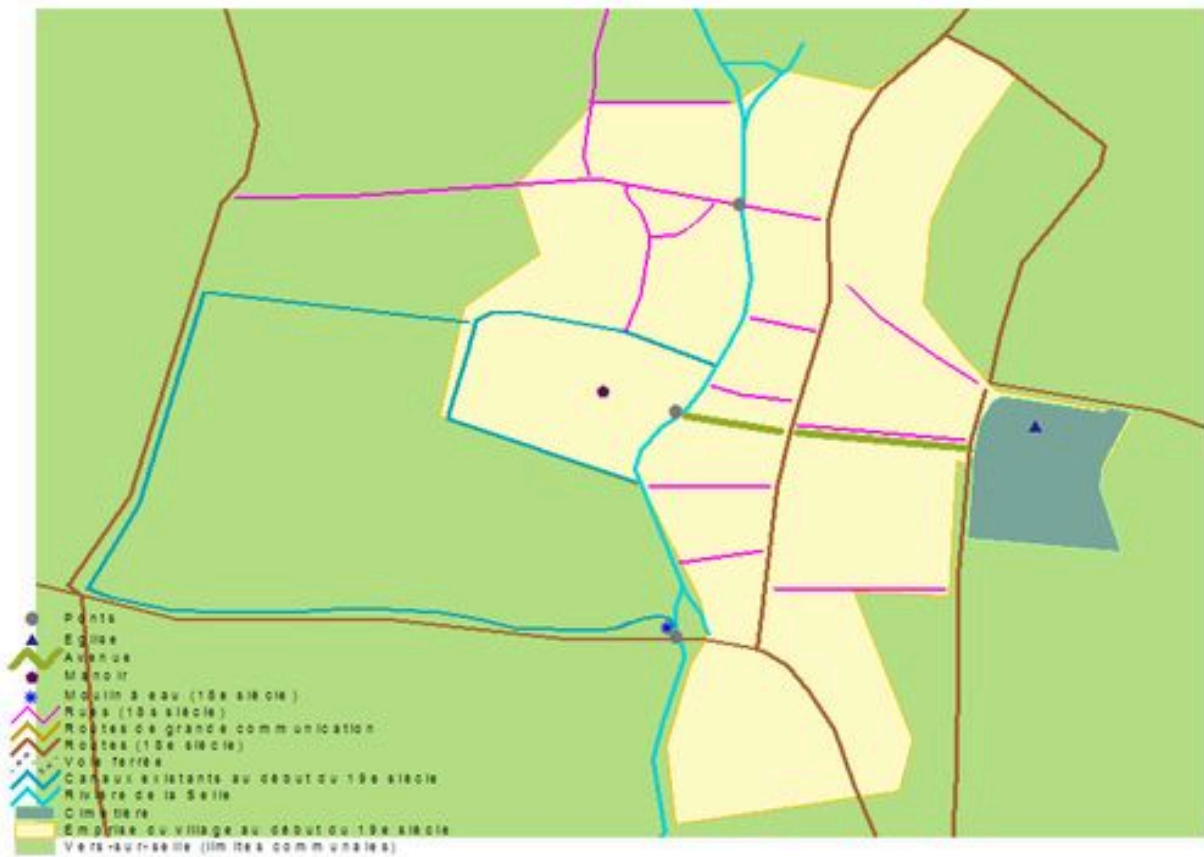 Ponts
Eglise
Avenue
Manoir
Moulin à eau (18e siècle)
Rues (18s siècle)
Routes de grande communication
Routes (18e siècle)
Voie ferrée
Canaux existants au début du 19e siècle
Rivière de la Selle
Cimetière
Emprise du village au début du 19e siècle
Vers-sur-selle (limites communales)